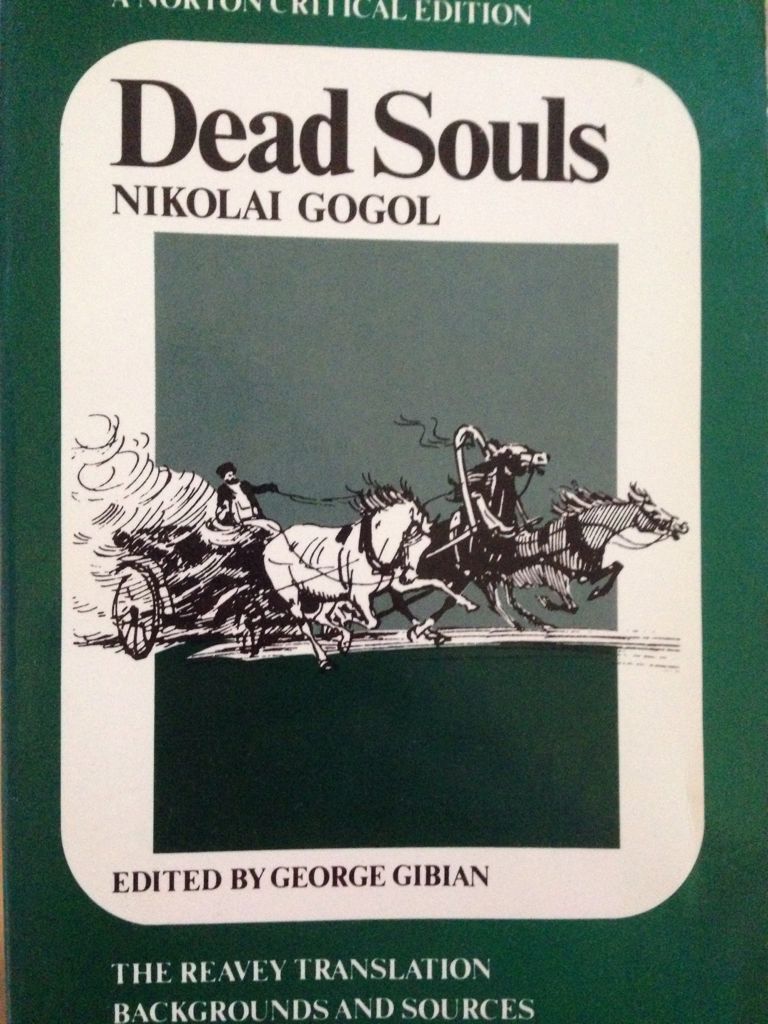 A NORTON CRITICAL EDITION
Dead Souls
NIKOLAI GOGOL
EDITED BY GEORGE GIBIAN
THE REAVEY TRANSLATION
BACKGROUNDS AND SOURCES